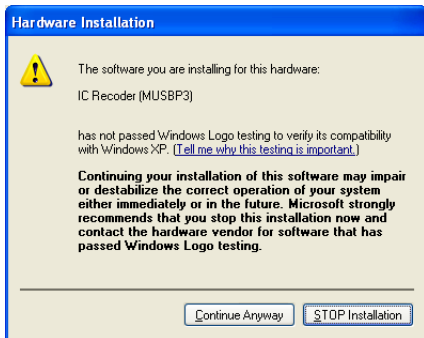 Hardware Installation
The software you are installing for this hardware:
IC Recoder (MUSBP3)
has not passed Windows Logo testing to verify its compatibility
with Windows XP. (Tell me why this testing is important.)
Continuing your installation of this software may impair
or destabilize the correct operation of your system
either immediately or in the future. Microsoft strongly
recommends that you stop this installation now and
contact the hardware vendor for software that has
passed Windows Logo testing.
Continue Anyway
STOP Installation